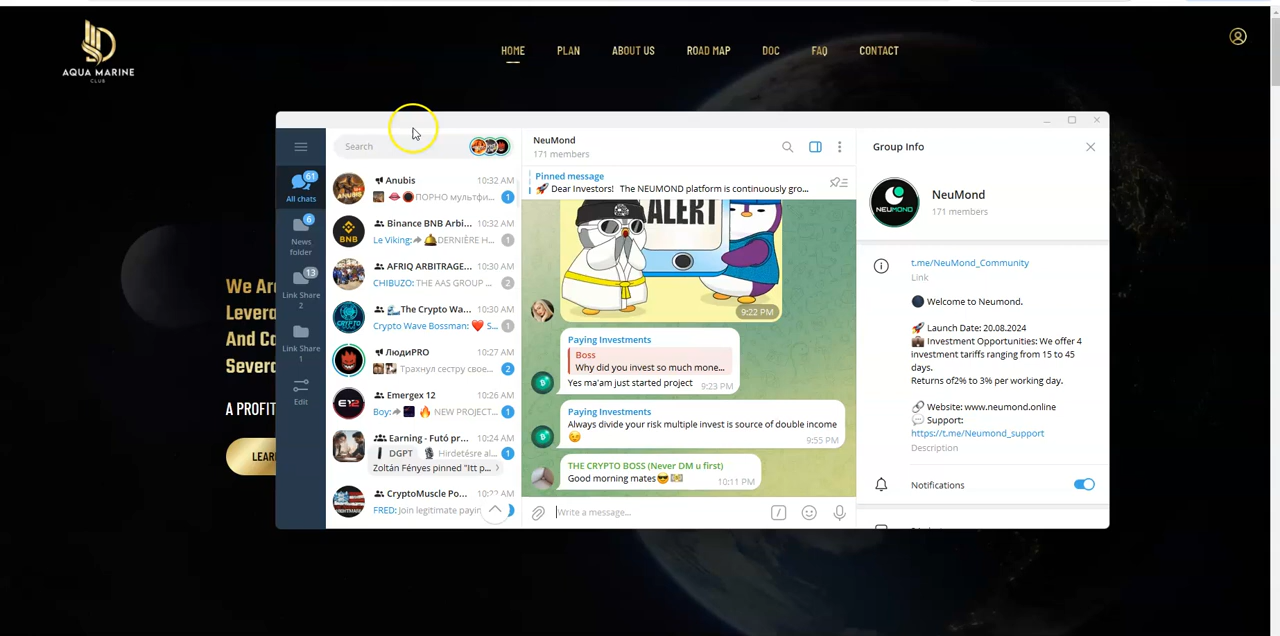 AQUA MARINE
CLUB
HOME
PLAN
ABOUT US
ROAD MAP
DOC
FAQ
CONTACT
We Are
Levera
And Co
Severa
A PROFIT
LEAR
61
All chats
6
News
folder
13
Link Share
2
Link Share
1
Edit
Search
Anubis 10:32 AM
ПОРНО мультфи... 1
Binance BNB Arbi... 10:32 AM
Le Viking: DERNIÈRE H... 1
AFRIQ ARBITRAGE... 10:30 AM
CHIBUZO: THE AAS GROUP ... 2
The Crypto Wa... 10:30 AM
Crypto Wave Bossman: S... 1
ЛюдиPRO 10:27 AM
Трахнул сестру свое... 2
Emergex 12 10:26 AM
Boy: NEW PROJECT... 1
Earning - Futó pr... 10:24 AM
DGPT Hirdetésre al... 1
Zoltán Fényes pinned "Itt p...
CryptoMuscle Po... 10:22 AM
FRED: Join legitimate payin
NeuMond
171 members
Pinned message
🚀 Dear Investors! The NEUMOND platform is continuously gro...
ALERT
9:22 PM
Paying Investments
Boss
Why did you invest so much mone...
Yes ma'am just started project 9:23 PM
Paying Investments
Always divide your risk multiple invest is source of double income
😉 9:55 PM
THE CRYPTO BOSS (Never DM u first)
Good morning mates😎💵 10:11 PM
Write a message...
Group Info
NEUMOND
NeuMond
171 members
t.me/NeuMond_Community
Link
🌑 Welcome to Neumond.
🚀 Launch Date: 20.08.2024
💼 Investment Opportunities: We offer 4
investment tariffs ranging from 15 to 45
days.
Returns of2% to 3% per working day.
🔗 Website: www.neumond.online
💬 Support:
https://t.me/Neumond_support
Description
Notifications